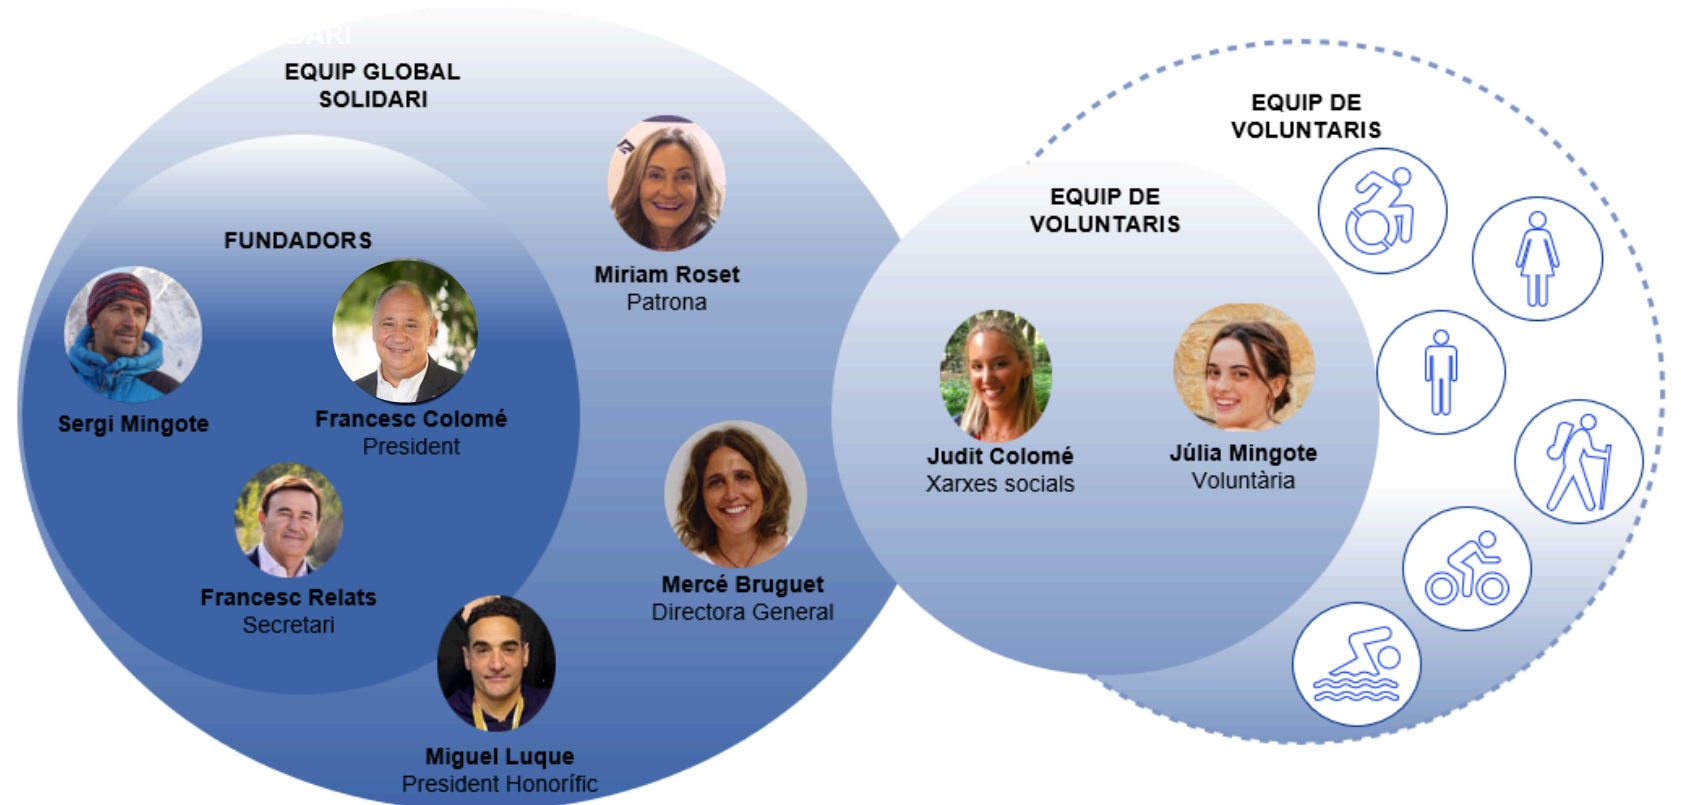 DARI
EQUIP GLOBAL
SOLIDARI
FUNDADORS
Sergi Mingote
Francesc Colomé
President
Francesc Relats
Secretari
Miriam Roset
Patrona
Mercé Bruguet
Directora General
Miguel Luque
President Honorífic
EQUIP DE
VOLUNTARIS
Judit Colomé
Xarxes socials
Júlia Mingote
Voluntària
EQUIP DE
VOLUNTARIS